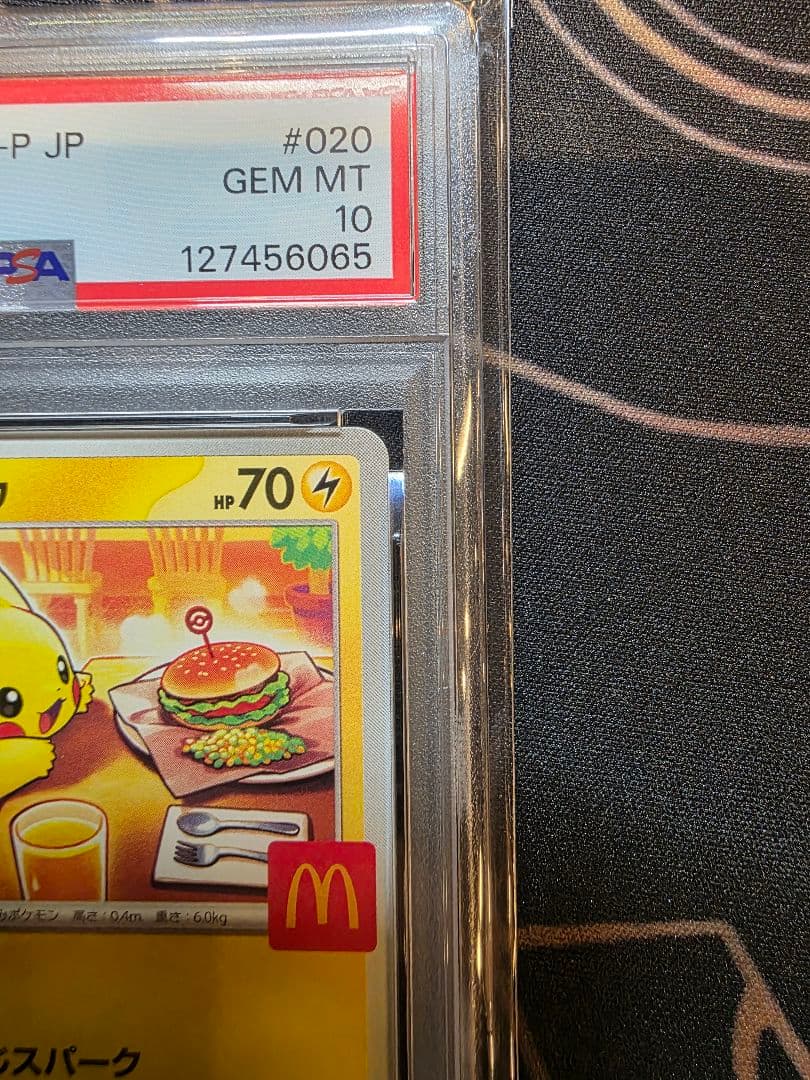 -P JP #020
GEM MT
10
PSA 127456065
HP70
ポケモン 高さ:0.4m 重さ:6.0kg
スパーク